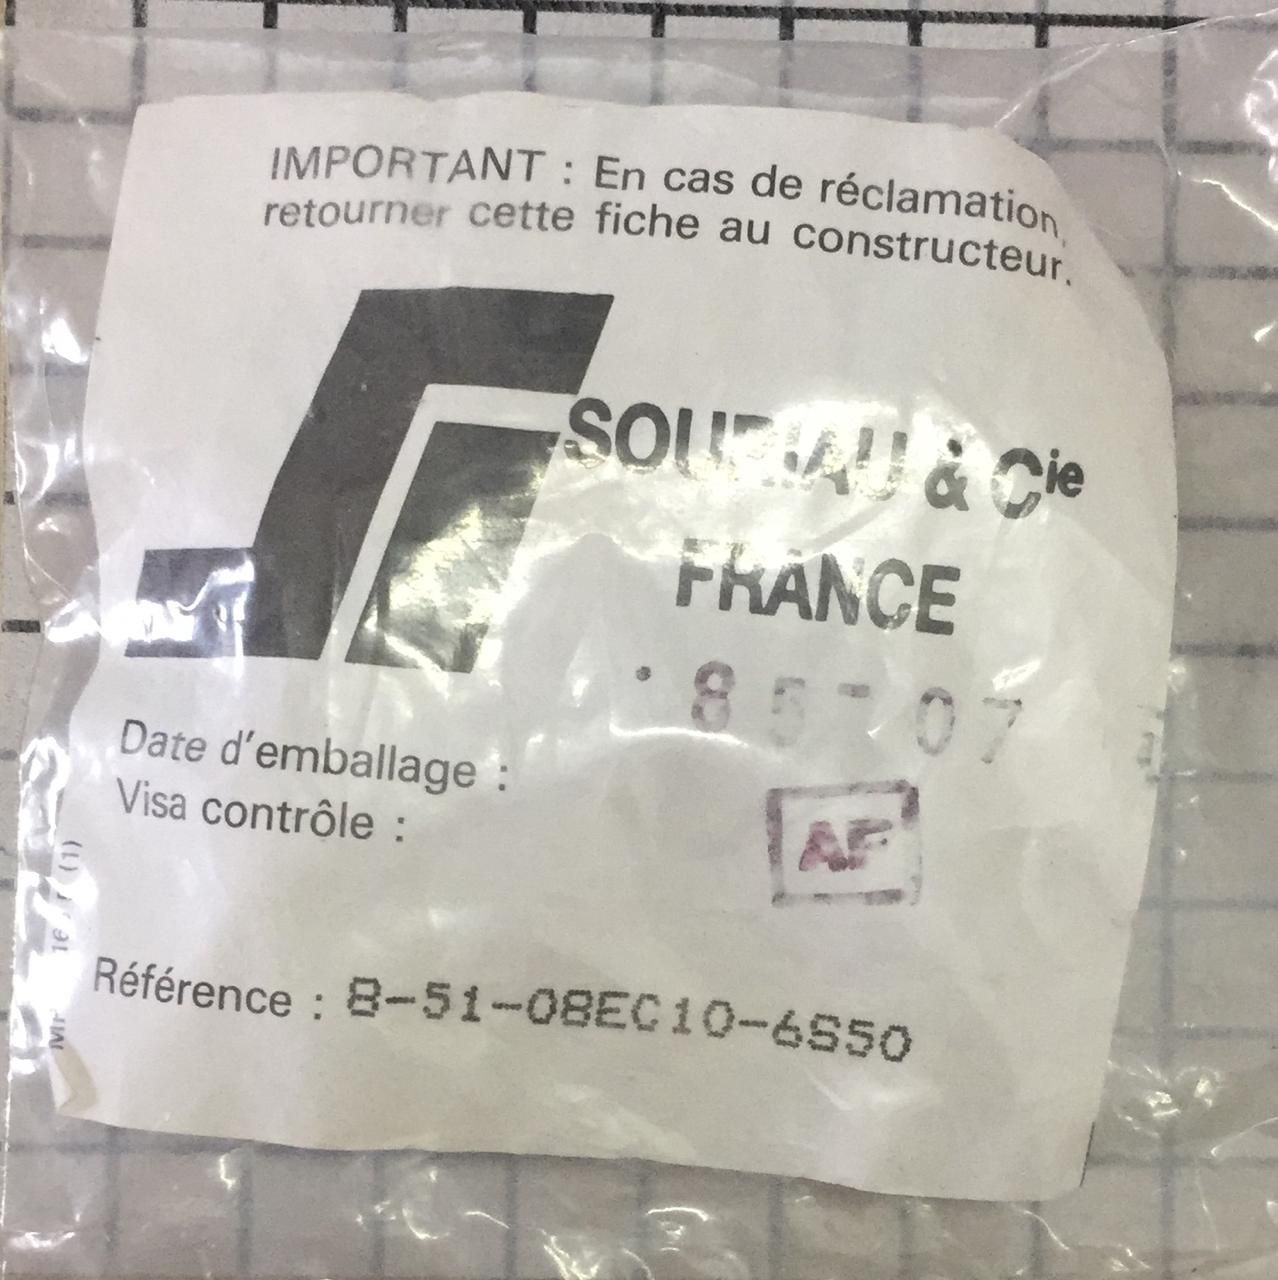 IMPORTANT : En cas de réclamation,
retourner cette fiche au constructeur.
SOURIAU & Cie
FRANCE
85-07
Date d'emballage :
Visa contrôle :
AF
Référence : 8-51-08EC10-6S50
(1)